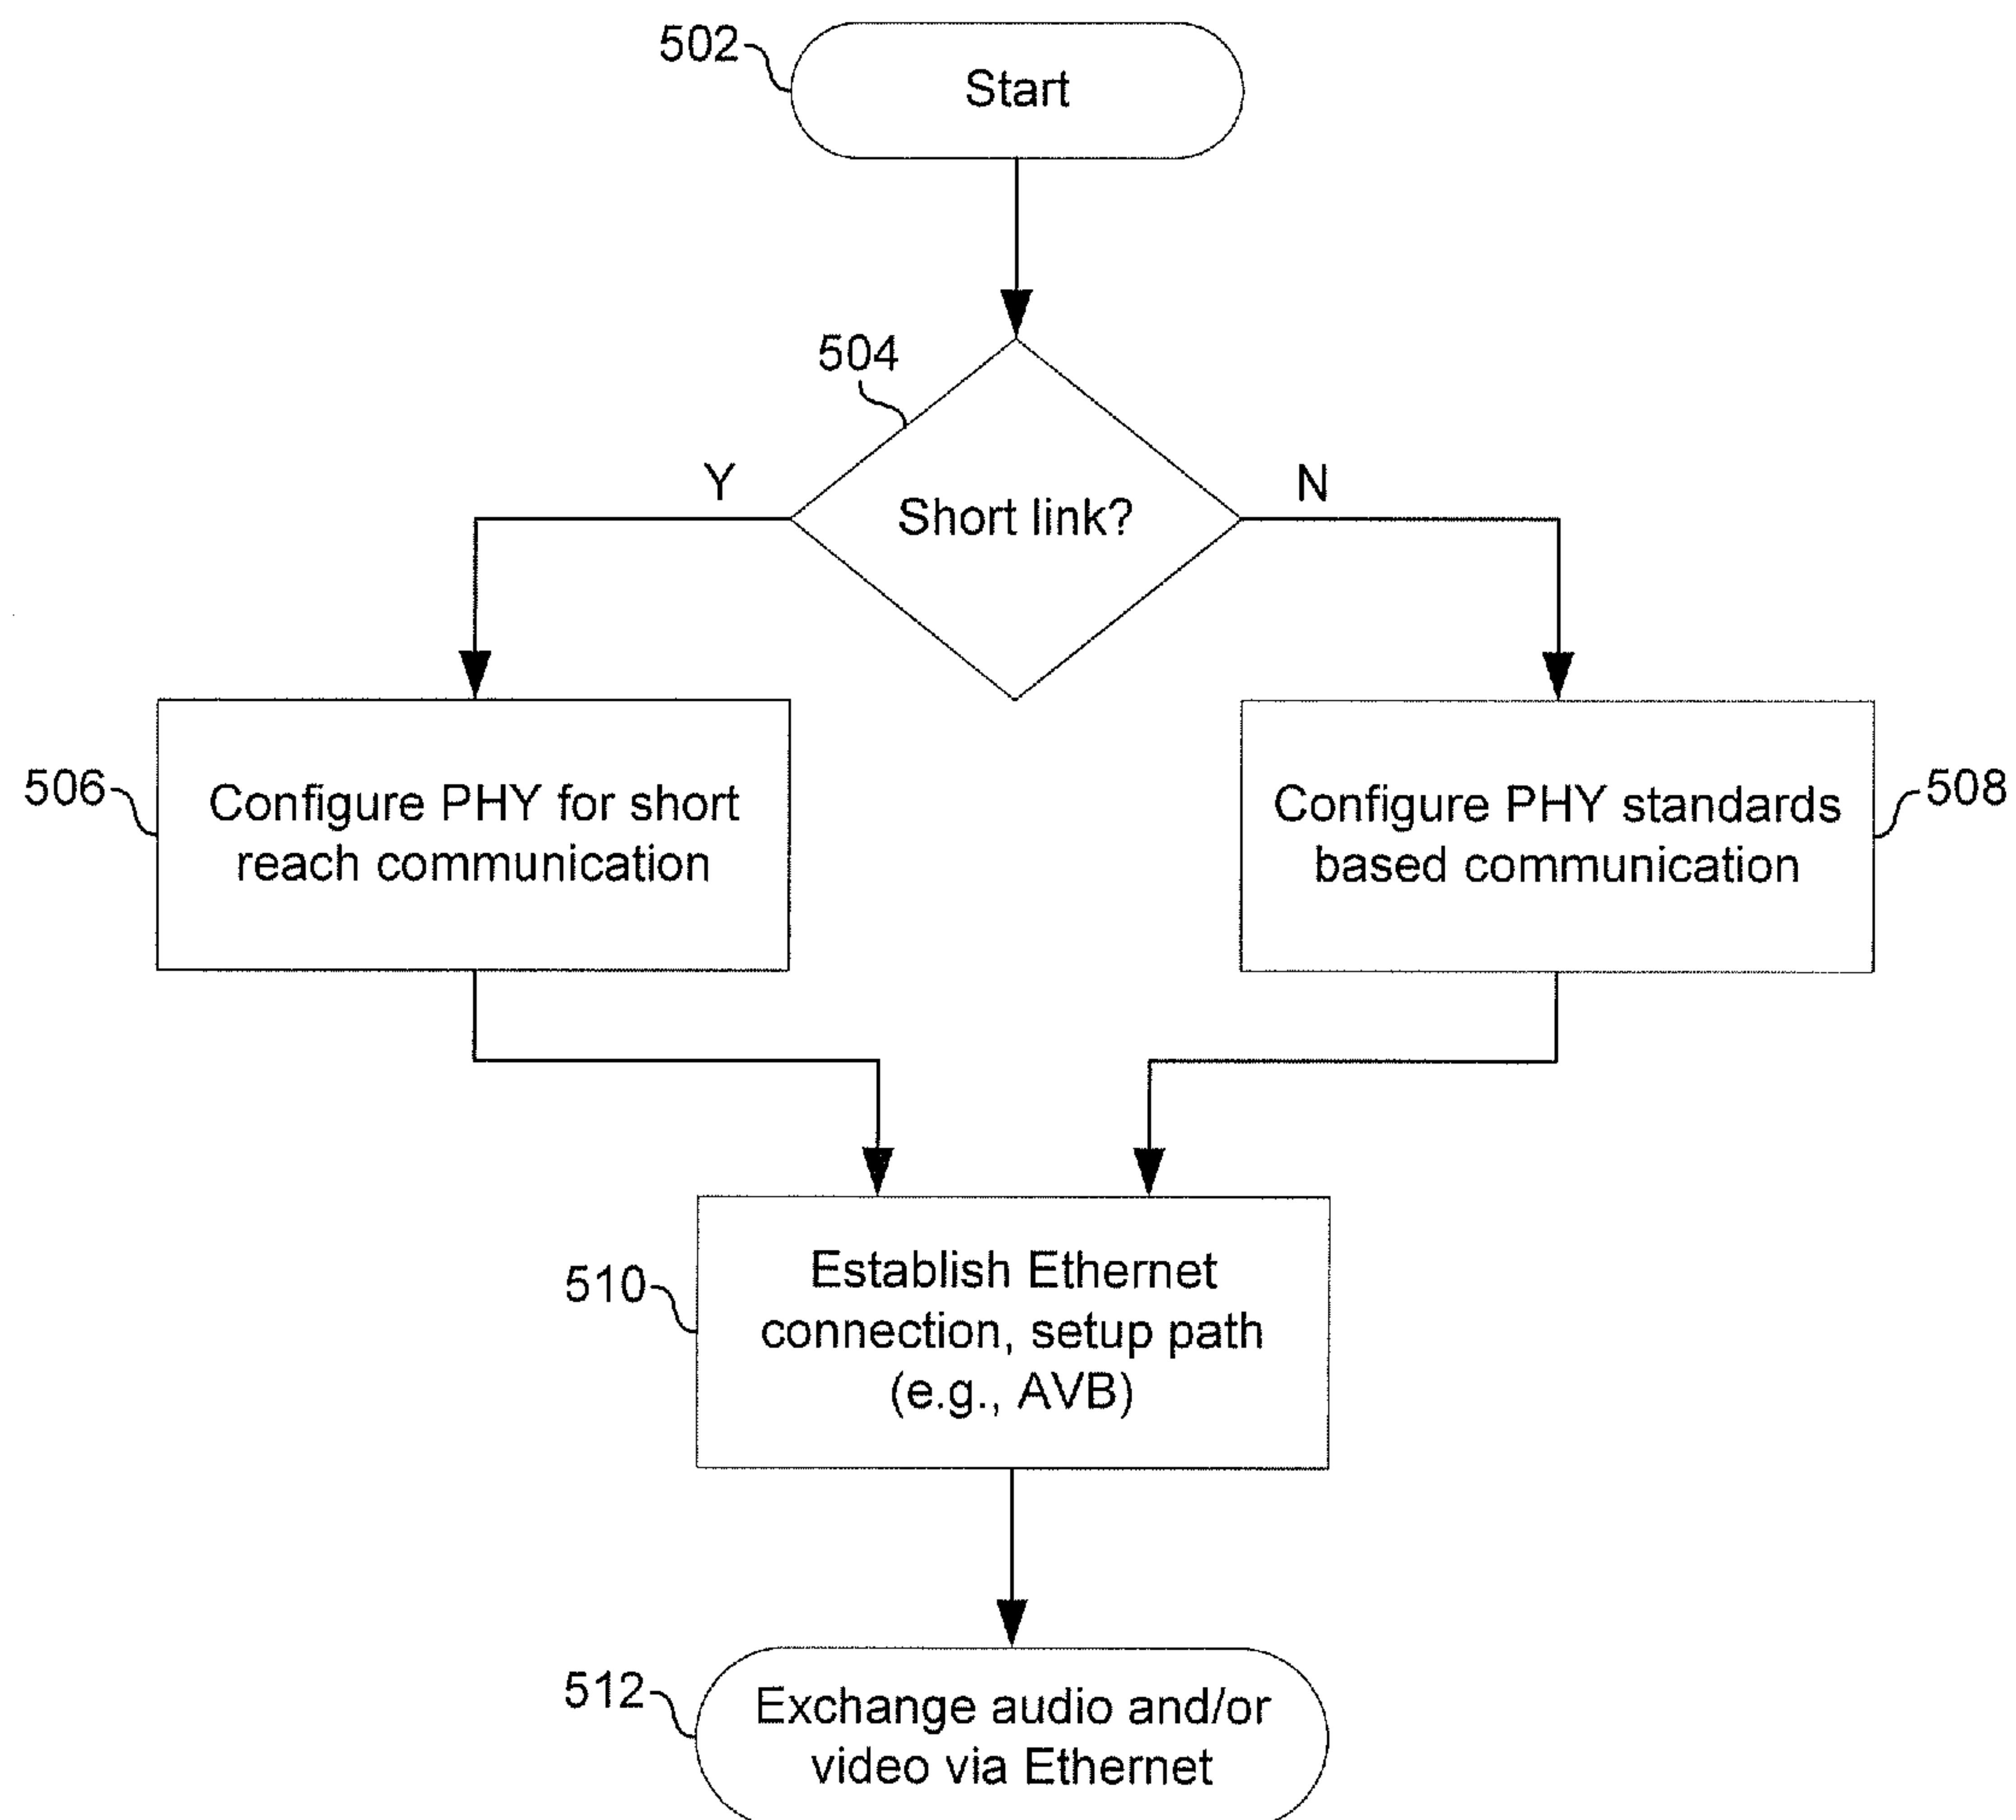 502
Start
504
Y
Short link?
N
506
Configure PHY for short
reach communication
Configure PHY standards
based communication
508
510
Establish Ethernet
connection, setup path
(e.g., AVB)
512
Exchange audio and/or
video via Ethernet